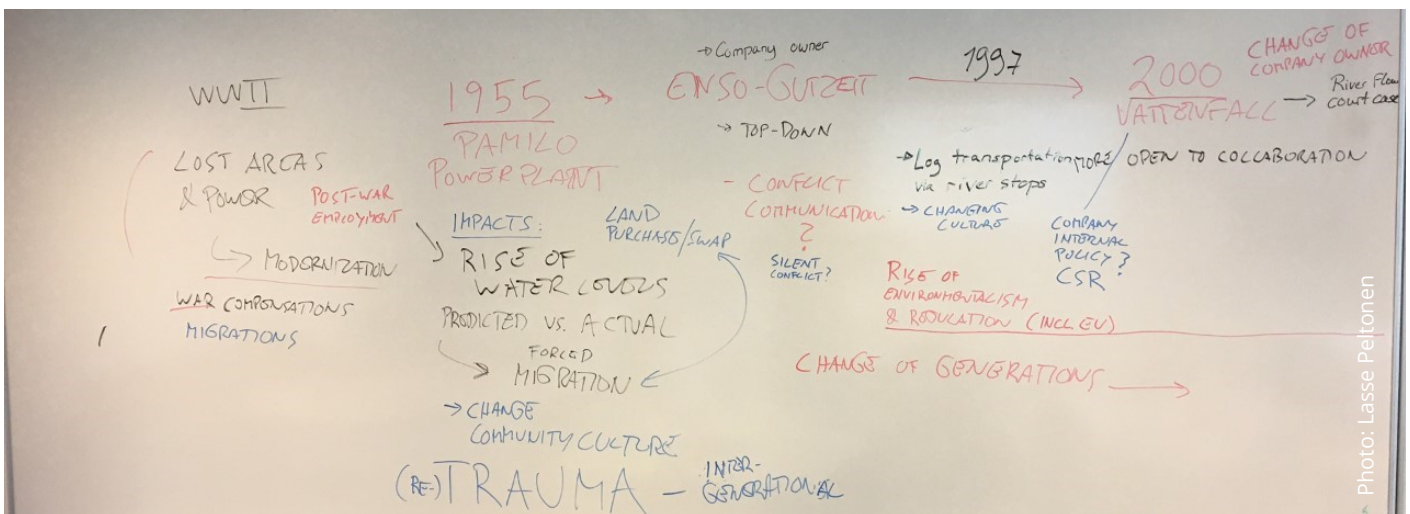 WWII
LOST AREAS
& POWER
POST-WAR
EMPLOYMENT
MODERNIZATION
WAR COMPENSATIONS
MIGRATIONS
1955
PAMILO
POWER PLANT
IMPACTS:
RISE OF
WATER LEVELS
PREDICTED VS. ACTUAL
FORCED
MIGRATION
→ CHANGE
COMMUNITY CULTURE
(RE-)TRAUMA – INTER-
GENERATIONAL
LAND
PURCHASE/SWAP
→ Company owner
ENSO-GUTZEIT
→ TOP-DOWN
- CONFLICT
COMMUNICATION
?
SILENT
CONFLICT?
1997
→ Log transportation
via river stops
→ CHANGING
CULTURE
RISE OF
ENVIRONMENTALISM
& REGULATION (INCL EU)
CHANGE OF GENERATIONS
2000
VATTENFALL
CHANGE OF
COMPANY OWNER
→ River Flow
court case
MORE OPEN TO COLLABORATION
COMPANY
INTERNAL
POLICY?
CSR
Photo: Lasse Peltonen